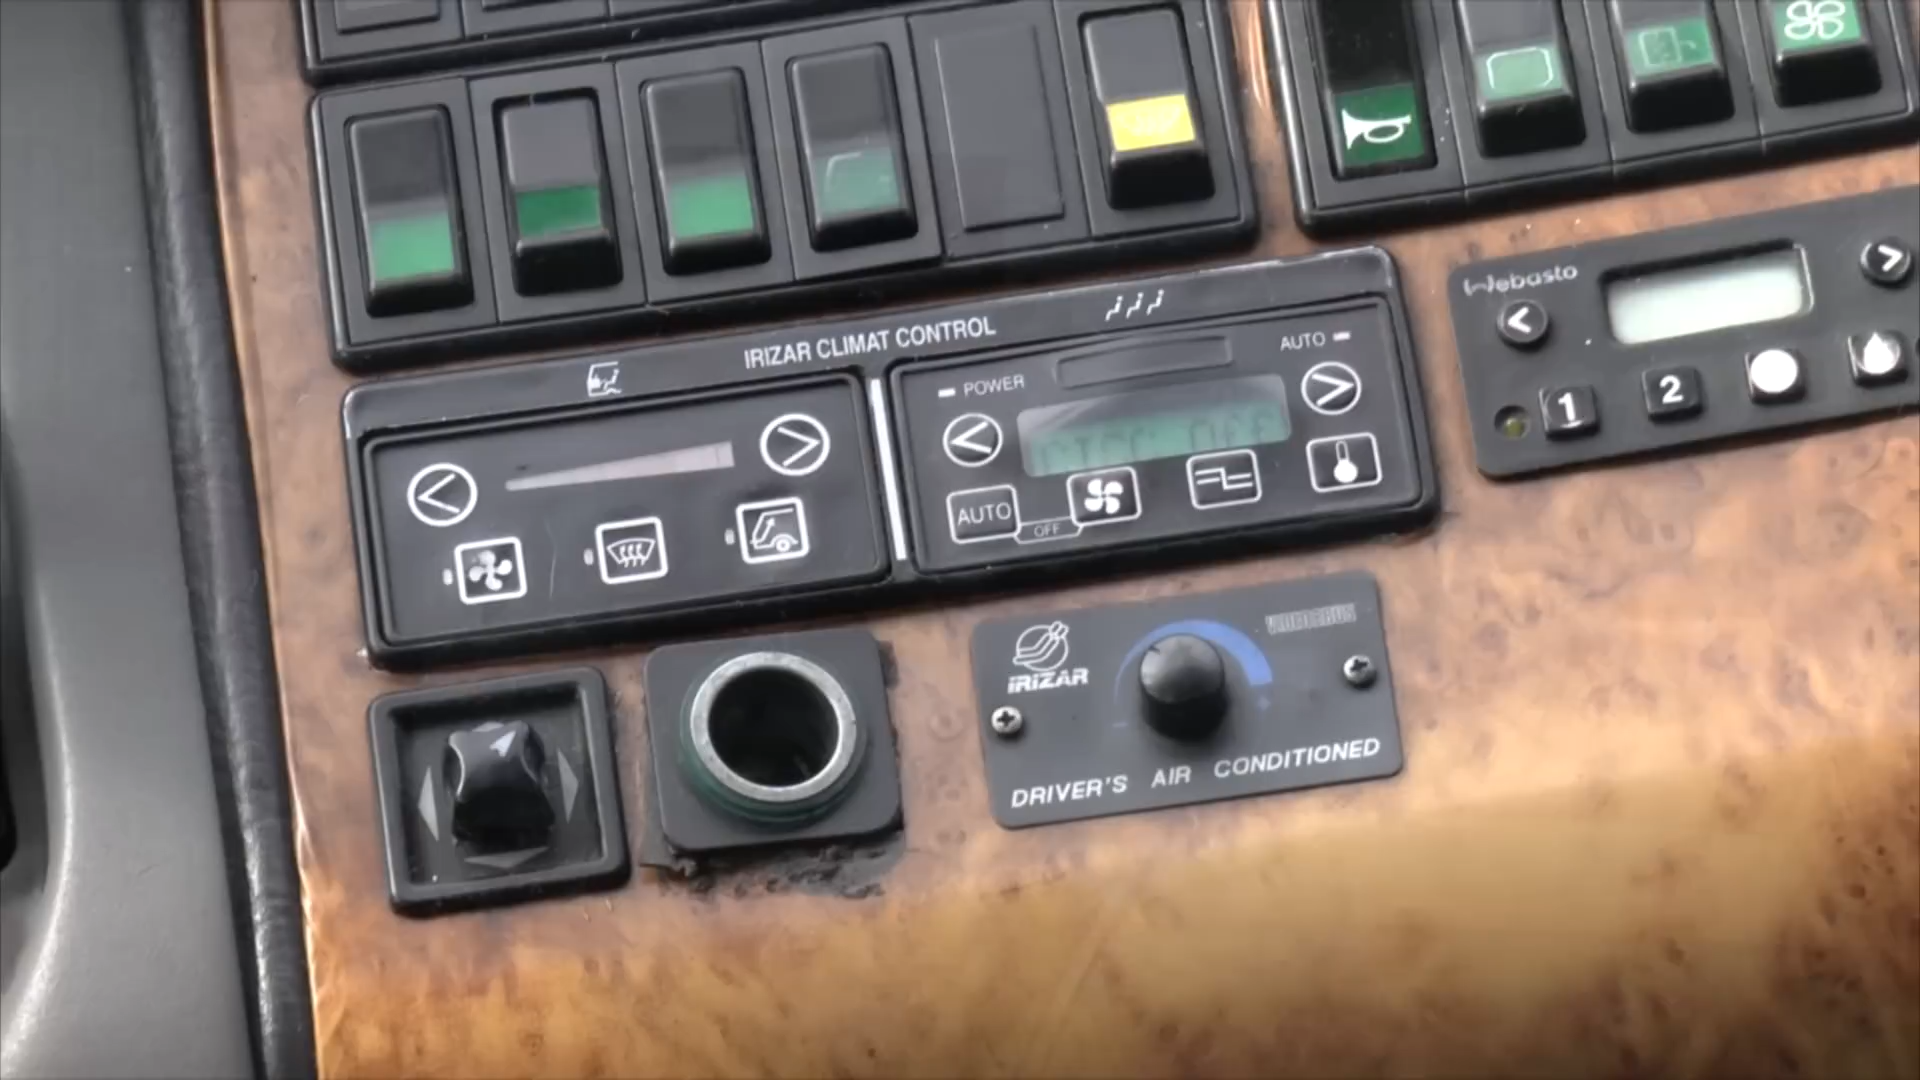 Webasto
IRIZAR CLIMAT CONTROL
AUTO
POWER
1 2
AUTO
OFF
IRIZAR
DRIVER'S AIR CONDITIONED